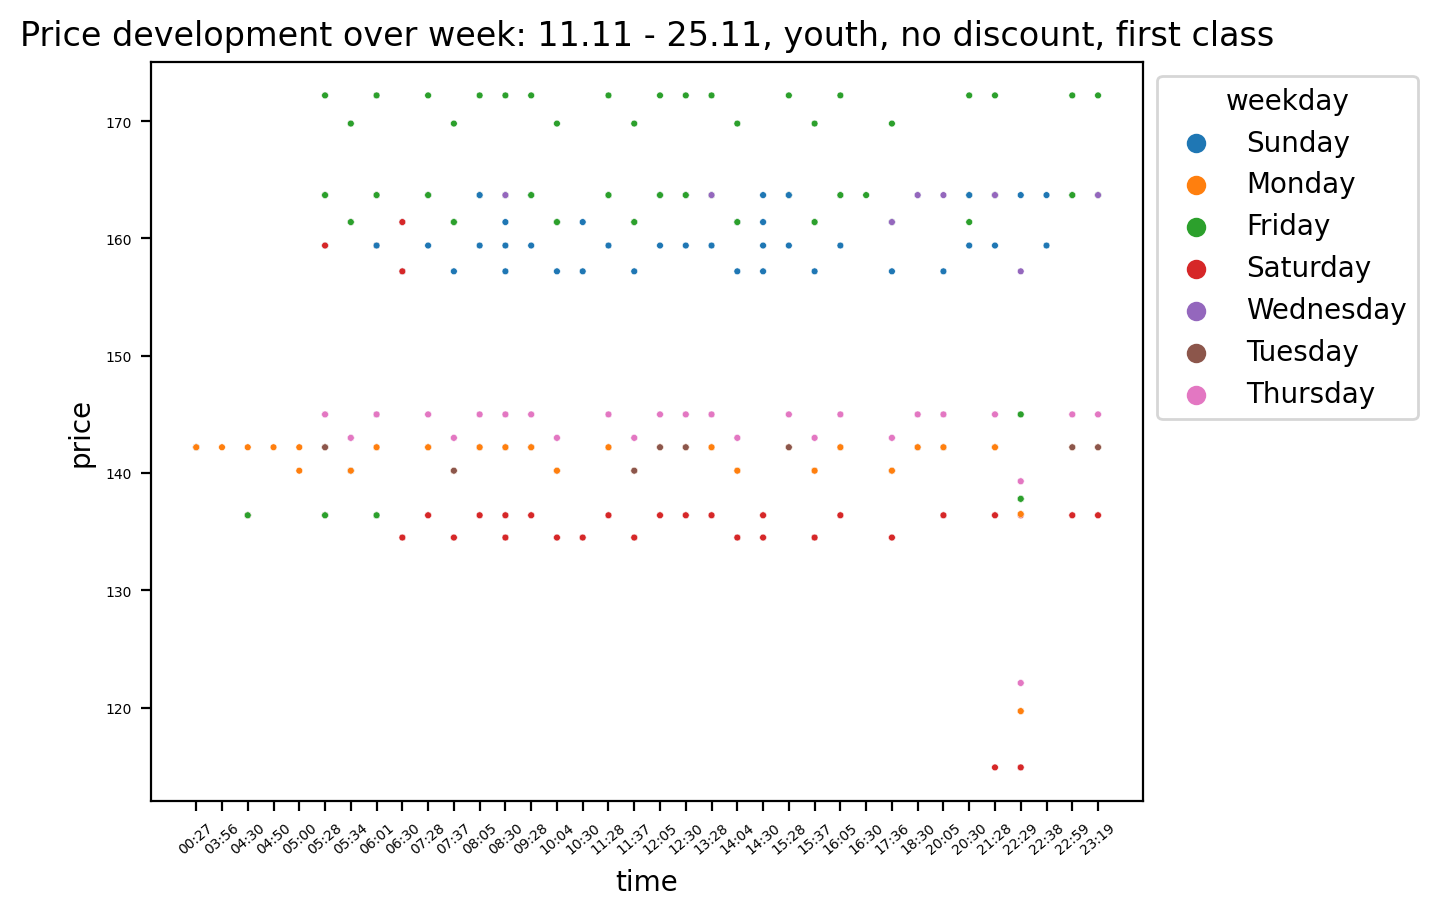 Price development over week: 11.11 - 25.11, youth, no discount, first class
weekday
Sunday
Monday
Friday
Saturday
Wednesday
Tuesday
Thursday
price
170
160
150
140
130
120
00:27 03:56 04:30 04:50 05:00 05:28 05:34 06:01 06:30 07:28 07:37 08:05 08:30 09:28 10:04 10:30 11:28 11:37 12:05 12:30 13:28 14:04 14:30 15:28 15:37 16:05 16:30 17:36 18:30 20:05 20:30 21:28 22:29 22:38 22:59 23:19
time